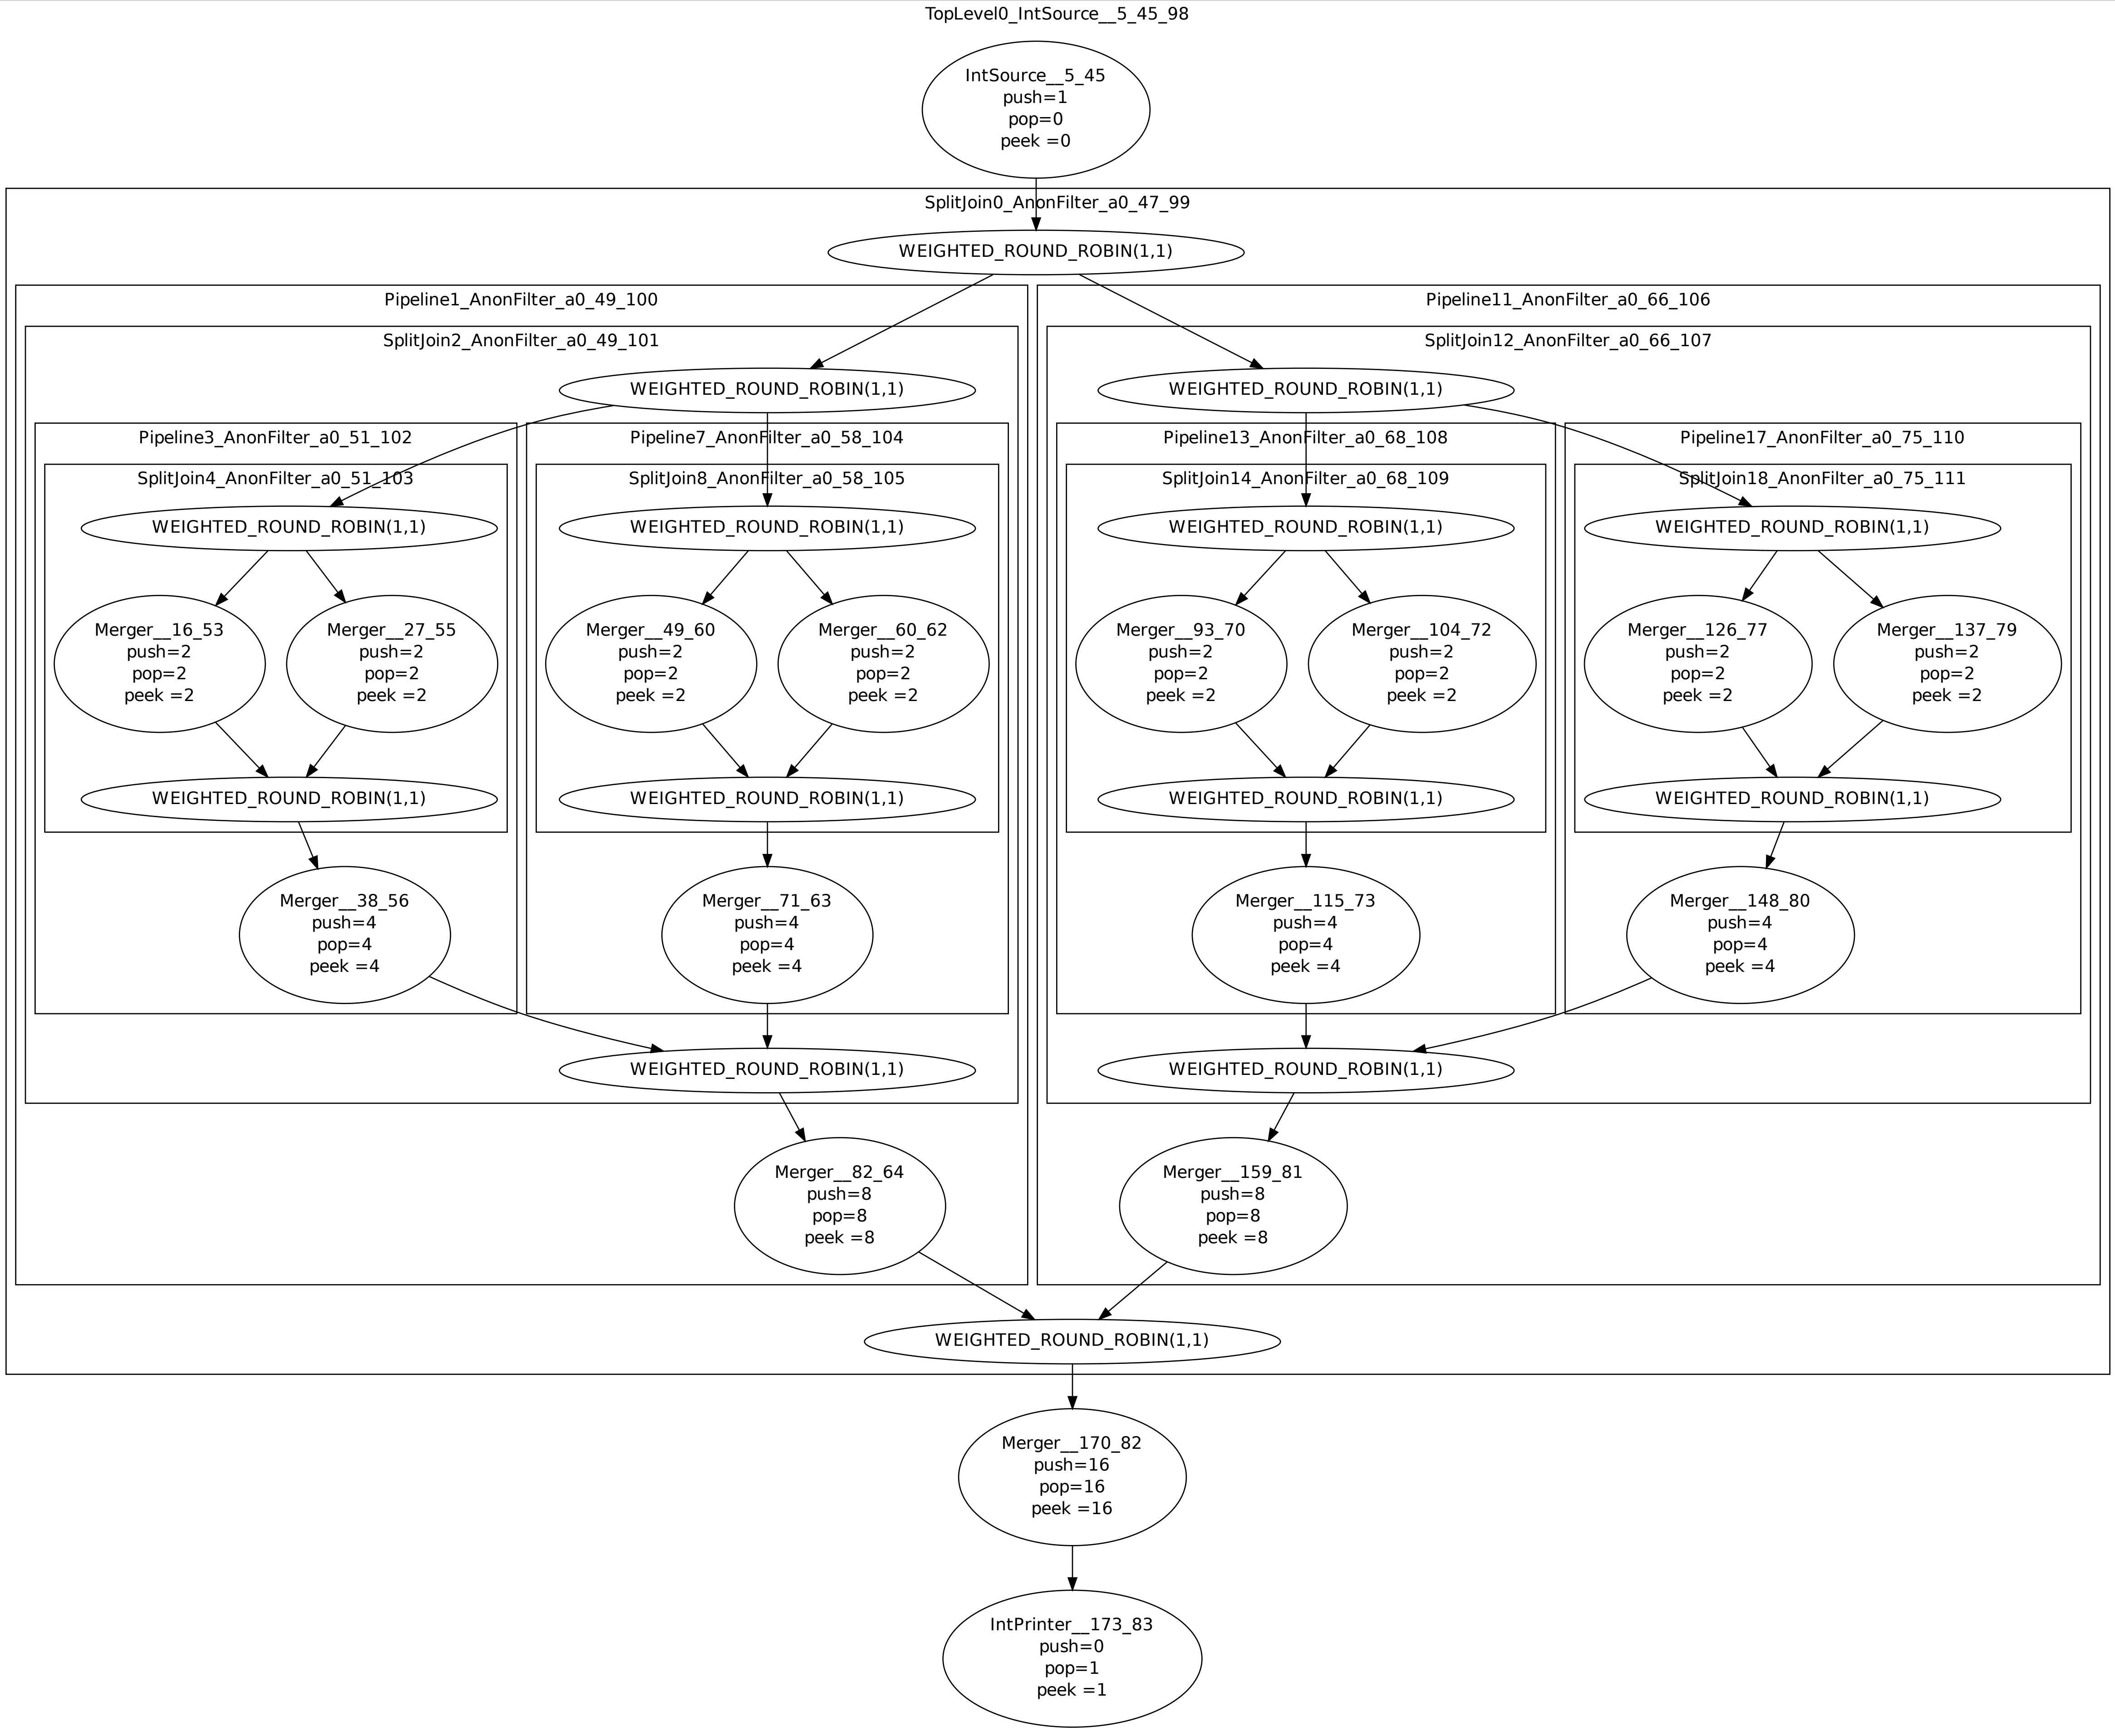 TopLevel0_IntSource__5_45_98
IntSource__5_45
push=1
pop=0
peek =0
SplitJoin0_AnonFilter_a0_47_99
WEIGHTED_ROUND_ROBIN(1,1)
Pipeline1_AnonFilter_a0_49_100
Pipeline11_AnonFilter_a0_66_106
SplitJoin2_AnonFilter_a0_49_101
SplitJoin12_AnonFilter_a0_66_107
WEIGHTED_ROUND_ROBIN(1,1)
WEIGHTED_ROUND_ROBIN(1,1)
Pipeline3_AnonFilter_a0_51_102
Pipeline7_AnonFilter_a0_58_104
Pipeline13_AnonFilter_a0_68_108
Pipeline17_AnonFilter_a0_75_110
SplitJoin4_AnonFilter_a0_51_103
SplitJoin8_AnonFilter_a0_58_105
SplitJoin14_AnonFilter_a0_68_109
SplitJoin18_AnonFilter_a0_75_111
WEIGHTED_ROUND_ROBIN(1,1)
WEIGHTED_ROUND_ROBIN(1,1)
WEIGHTED_ROUND_ROBIN(1,1)
WEIGHTED_ROUND_ROBIN(1,1)
Merger__16_53
push=2
pop=2
peek =2
Merger__27_55
push=2
pop=2
peek =2
Merger__49_60
push=2
pop=2
peek =2
Merger__60_62
push=2
pop=2
peek =2
Merger__93_70
push=2
pop=2
peek =2
Merger__104_72
push=2
pop=2
peek =2
Merger__126_77
push=2
pop=2
peek =2
Merger__137_79
push=2
pop=2
peek =2
WEIGHTED_ROUND_ROBIN(1,1)
WEIGHTED_ROUND_ROBIN(1,1)
WEIGHTED_ROUND_ROBIN(1,1)
WEIGHTED_ROUND_ROBIN(1,1)
Merger__38_56
push=4
pop=4
peek =4
Merger__71_63
push=4
pop=4
peek =4
Merger__115_73
push=4
pop=4
peek =4
Merger__148_80
push=4
pop=4
peek =4
WEIGHTED_ROUND_ROBIN(1,1)
WEIGHTED_ROUND_ROBIN(1,1)
Merger__82_64
push=8
pop=8
peek =8
Merger__159_81
push=8
pop=8
peek =8
WEIGHTED_ROUND_ROBIN(1,1)
Merger__170_82
push=16
pop=16
peek =16
IntPrinter__173_83
push=0
pop=1
peek =1